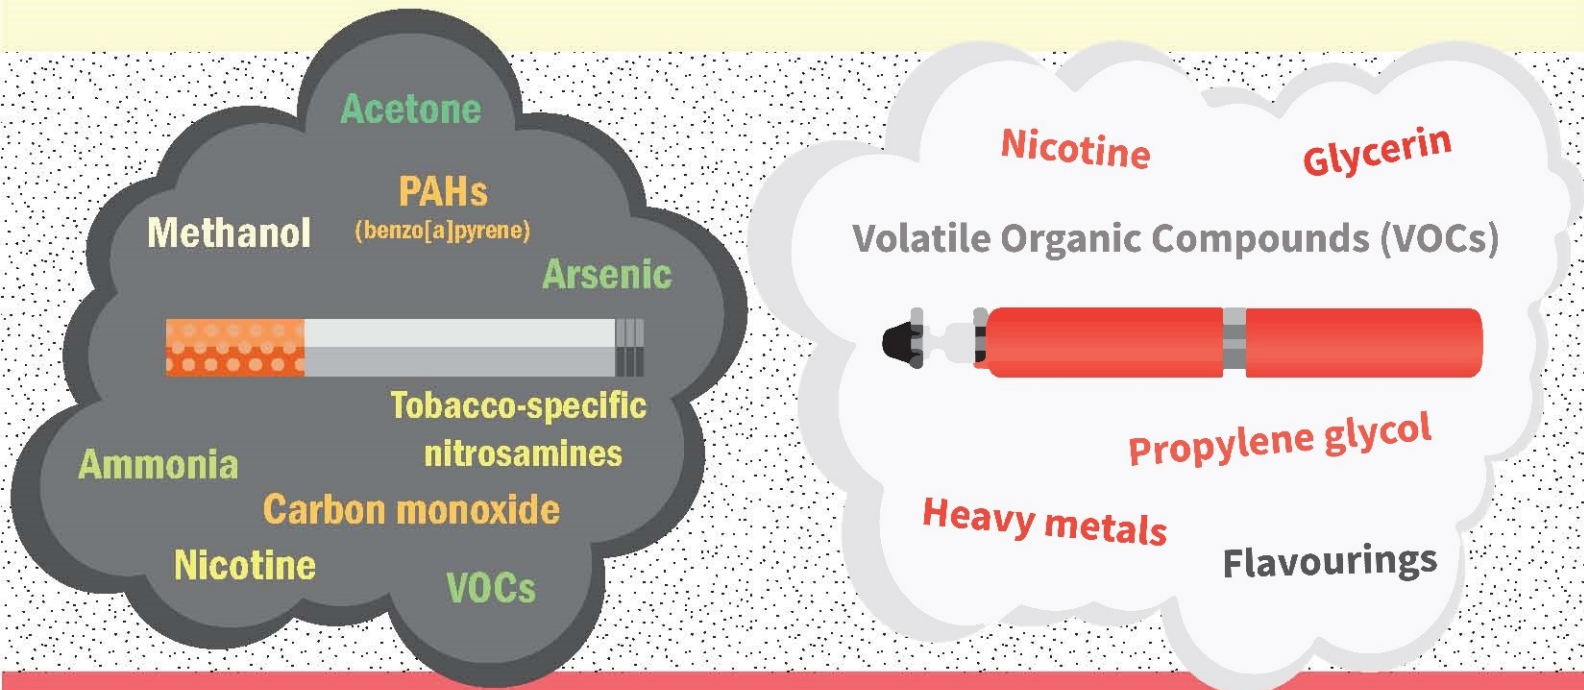 Acetone
PAHs
(benzo[a]pyrene)
Methanol
Arsenic
Tobacco-specific
nitrosamines
Ammonia
Carbon monoxide
Nicotine
VOCs
Nicotine
Glycerin
Volatile Organic Compounds (VOCs)
Propylene glycol
Heavy metals
Flavourings